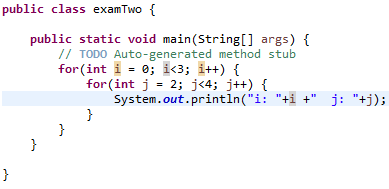 public class examTwo {
public static void main(String[] args) {
// TODO Auto-generated method stub
for(int i = 0; i<3; i++) {
for(int j = 2; j<4; j++) {
System.out.println("i: "+i +"  j: "+j);
}
}
}
}